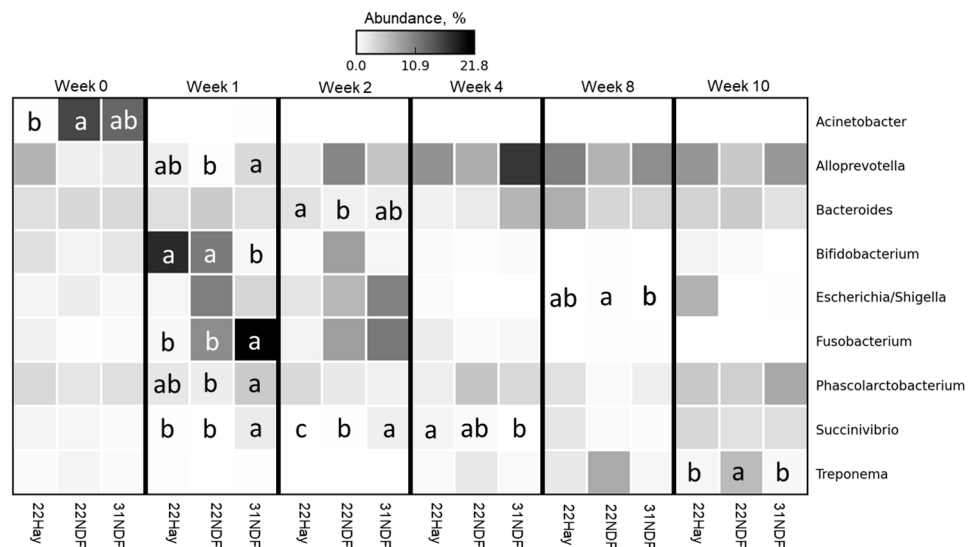 Abundance, %
0.0 10.9 21.8
Week 0 Week 1 Week 2 Week 4 Week 8 Week 10
b a ab Acinetobacter
ab b a Alloprevotella
a b ab Bacteroides
a a b Bifidobacterium
ab a b Escherichia/Shigella
b b a Fusobacterium
ab b a Phascolarctobacterium
b b a c b a a ab b Succinivibrio
b a b Treponema
22Hay 22NDF 31NDF 22Hay 22NDF 31NDF 22Hay 22NDF 31NDF 22Hay 22NDF 31NDF 22Hay 22NDF 31NDF 22Hay 22NDF 31NDF